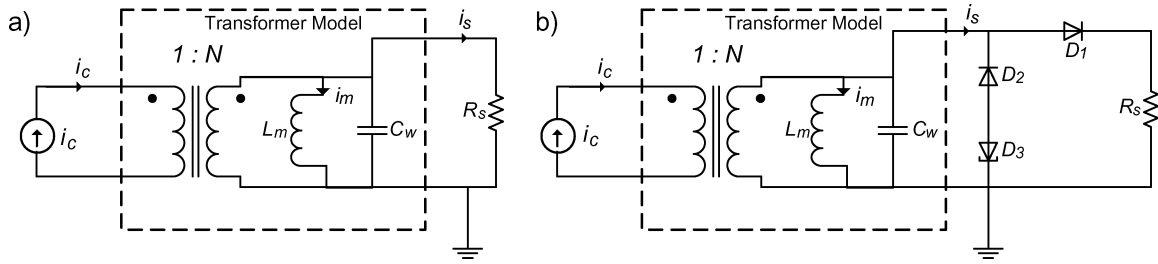 a)
Transformer Model
1 : N
i_c
i_c
i_m
L_m
C_w
i_s
R_s
b)
Transformer Model
1 : N
i_c
i_c
i_m
L_m
C_w
i_s
D_1
D_2
D_3
R_s